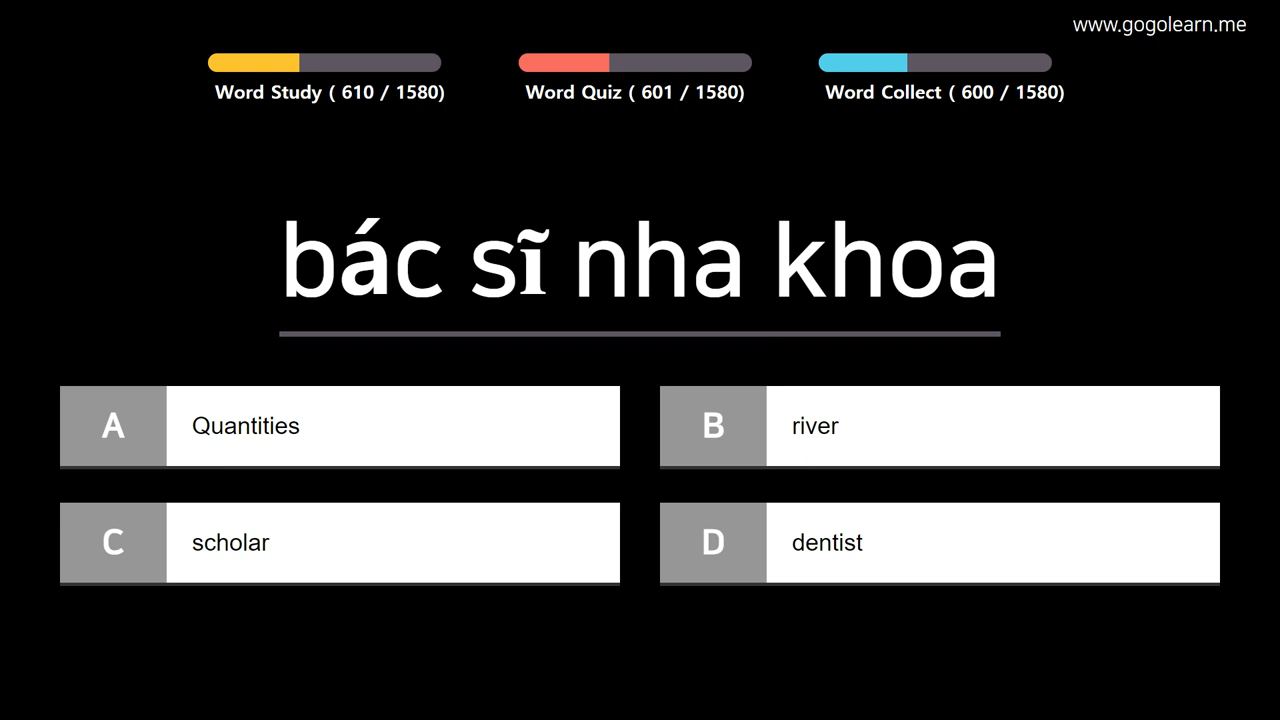 www.gogolearn.me
Word Study ( 610 / 1580)
Word Quiz ( 601 / 1580)
Word Collect ( 600 / 1580)
bác sĩ nha khoa
A Quantities
B river
C scholar
D dentist